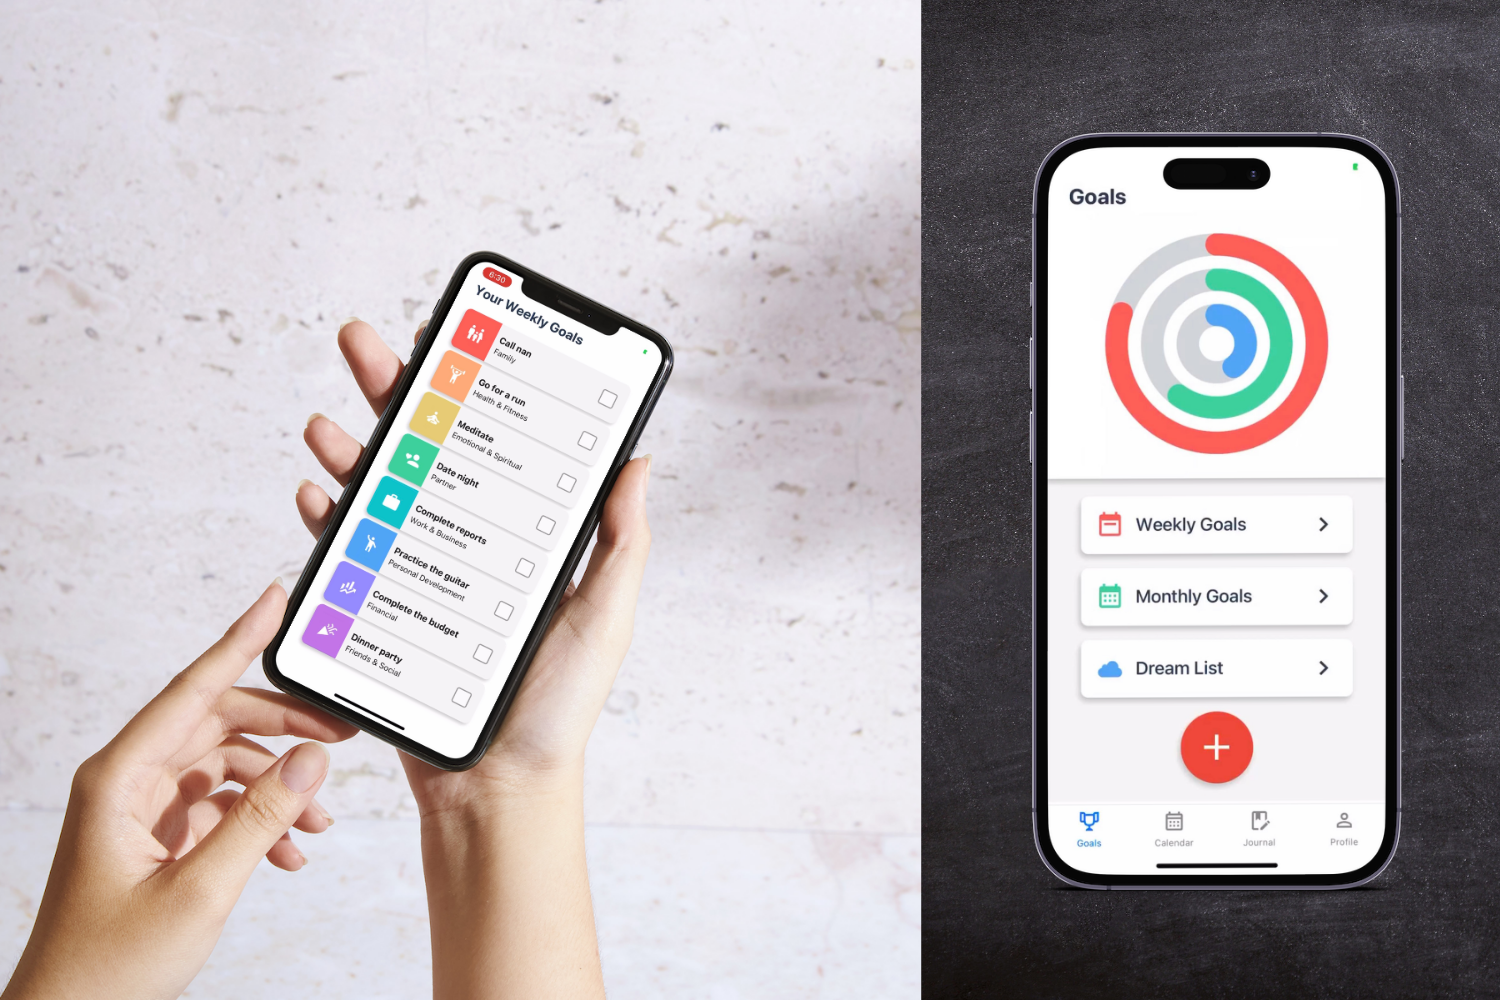 6:30
Your Weekly Goals
Call nan
Family
Go for a run
Health & Fitness
Meditate
Emotional & Spiritual
Date night
Partner
Complete reports
Work & Business
Practice the guitar
Personal Development
Complete the budget
Financial
Dinner party
Friends & Social
Goals
Weekly Goals
Monthly Goals
Dream List
Goals
Calendar
Journal
Profile